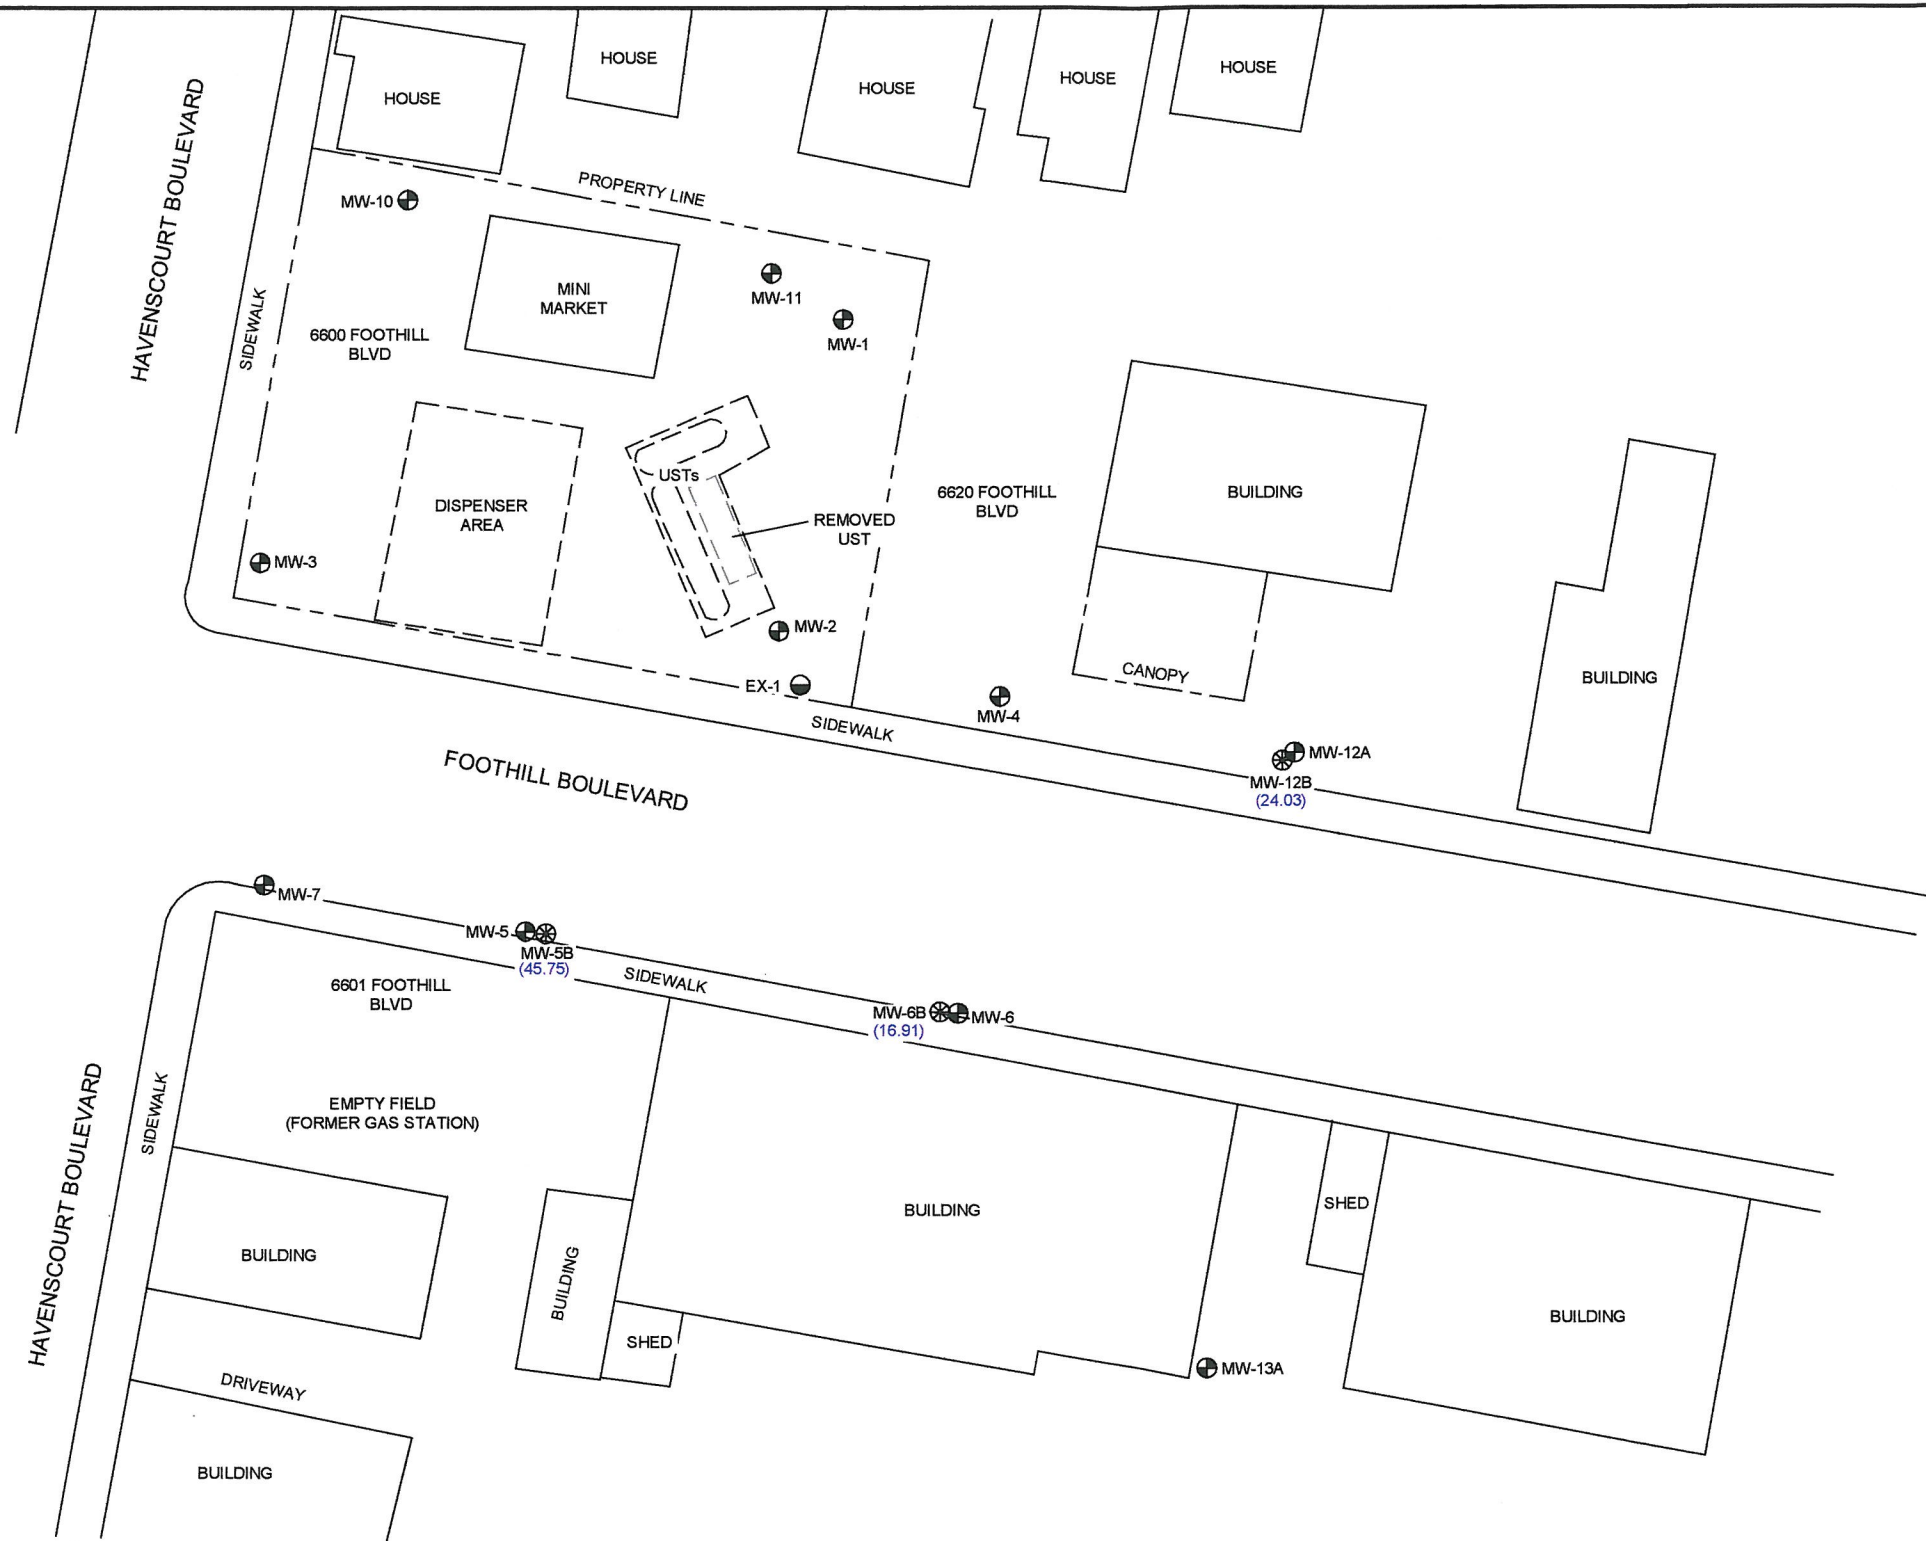 HOUSE
HOUSE
HOUSE
HOUSE
HOUSE
HAVENSCOURT BOULEVARD
SIDEWALK
PROPERTY LINE
MW-10
MINI
MARKET
MW-11
MW-1
6600 FOOTHILL
BLVD
DISPENSER
AREA
USTs
REMOVED
UST
6620 FOOTHILL
BLVD
BUILDING
BUILDING
MW-3
MW-2
EX-1
CANOPY
MW-4
SIDEWALK
MW-12A
MW-12B
(24.03)
FOOTHILL BOULEVARD
MW-7
MW-5
MW-5B
(45.75)
SIDEWALK
MW-6B
(16.91)
MW-6
6601 FOOTHILL
BLVD
EMPTY FIELD
(FORMER GAS STATION)
HAVENSCOURT BOULEVARD
SIDEWALK
BUILDING
BUILDING
SHED
BUILDING
SHED
BUILDING
MW-13A
DRIVEWAY
BUILDING